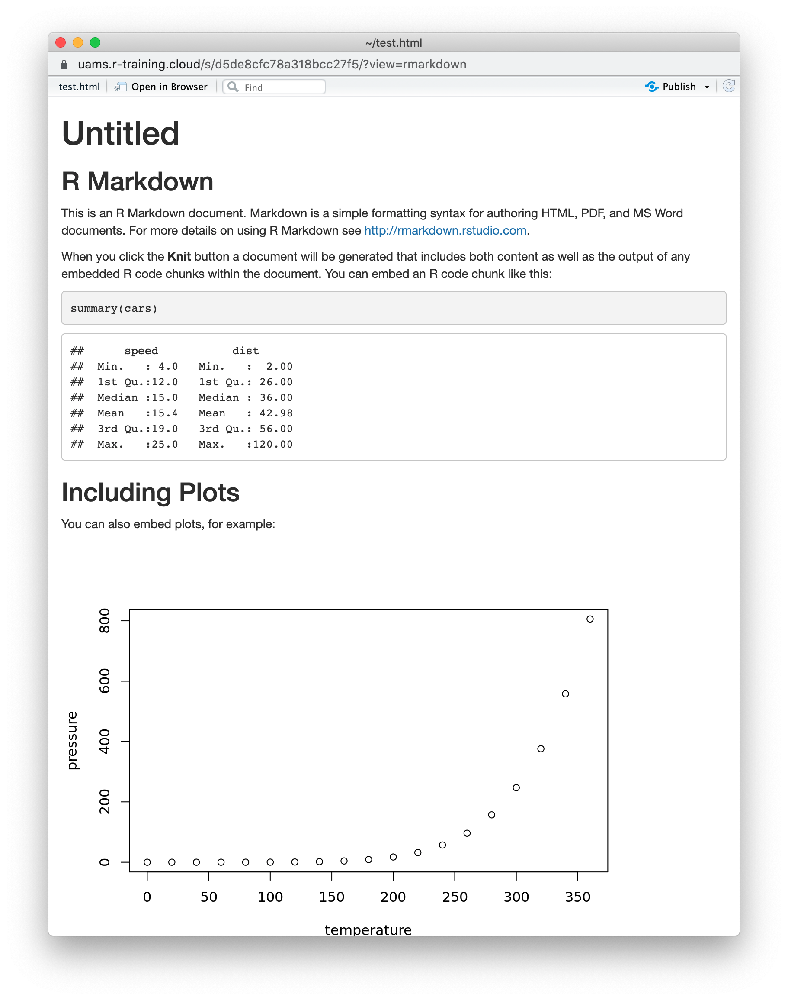 ~/test.html
uams.r-training.cloud/s/d5de8cfc78a318bcc27f5/?view=rmarkdown
test.html Open in Browser Find Publish
Untitled
R Markdown
This is an R Markdown document. Markdown is a simple formatting syntax for authoring HTML, PDF, and MS Word
documents. For more details on using R Markdown see http://rmarkdown.rstudio.com.
When you click the Knit button a document will be generated that includes both content as well as the output of any
embedded R code chunks within the document. You can embed an R code chunk like this:
summary(cars)
##      speed           dist
##  Min.   : 4.0   Min.   :  2.00
##  1st Qu.:12.0   1st Qu.: 26.00
##  Median :15.0   Median : 36.00
##  Mean   :15.4   Mean   : 42.98
##  3rd Qu.:19.0   3rd Qu.: 56.00
##  Max.   :25.0   Max.   :120.00
Including Plots
You can also embed plots, for example:
800
600
400
200
0
pressure
0 50 100 150 200 250 300 350
temperature